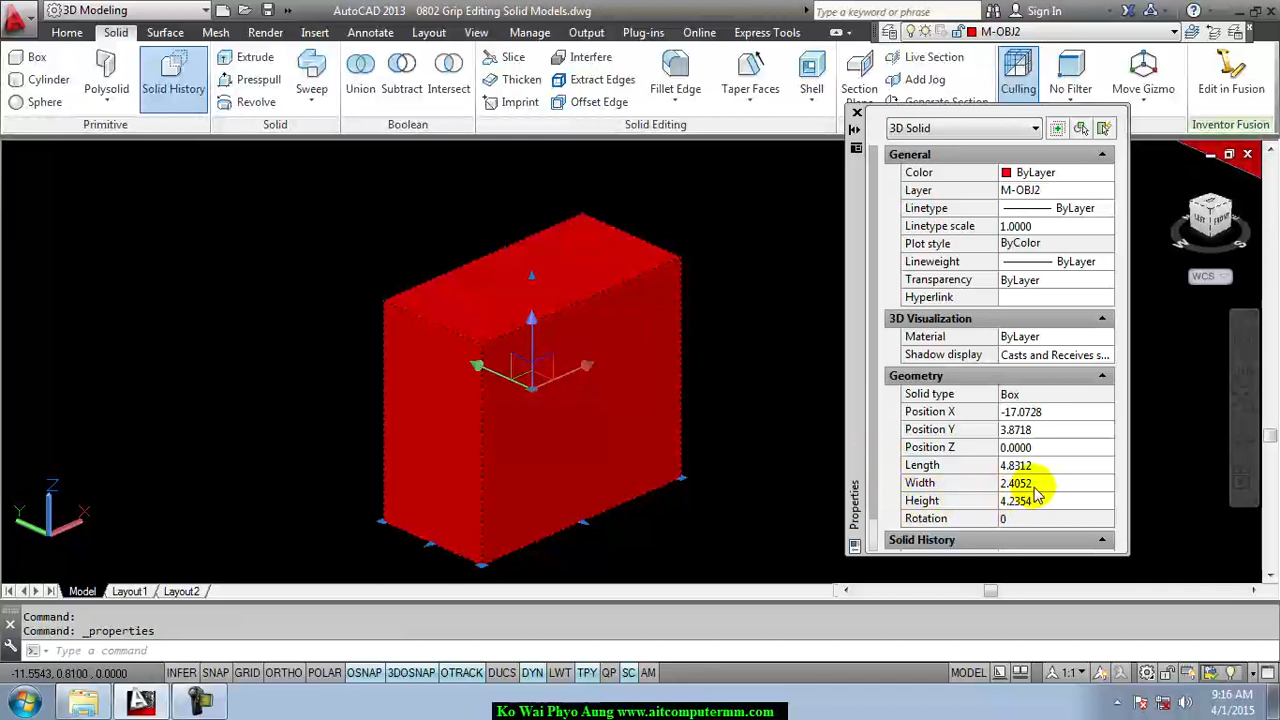 3D Modeling
AutoCAD 2013 0802 Grip Editing Solid Models.dwg
Type a keyword or phrase
Sign In
Home Solid Surface Render Insert Annotate Layout View Manage Output Plug-ins Online Express Tools
M-OBJ2
Box
Cylinder
Sphere
Polysolid
Solid History
Primitive
Extrude
Presspull
Revolve
Sweep
Solid
Union
Subtract
Intersect
Boolean
Slice
Thicken
Imprint
Interfere
Extract Edges
Offset Edge
Fillet Edge
Taper Faces
Shell
Solid Editing
Section
Live Section
Add Jog
Generate Section
Culling
No Filter
Move Gizmo
Edit in Fusion
Inventor Fusion
3D Solid
General
Color ByLayer
Layer M-OBJ2
Linetype ByLayer
Linetype scale 1.0000
Plot style ByColor
Lineweight ByLayer
Transparency ByLayer
Hyperlink
3D Visualization
Material ByLayer
Shadow display Casts and Receives s...
Geometry
Solid type Box
Position X -17.0728
Position Y 3.8718
Position Z 0.0000
Length 4.8312
Width 2.4052
Height 4.2354
Rotation 0
Solid History
Properties
WCS
Z
Y
X
Model Layout1 Layout2
Command:
Command: _properties
Type a command
-11.5543, 0.8100, 0.0000
INFER SNAP GRID ORTHO POLAR OSNAP 3DOSNAP OTRACK DUCS DYN LWT TPY QP SC AM
MODEL
1:1
9:16 AM
4/1/2015
Ko Wai Phyo Aung www.aitcomputermm.com